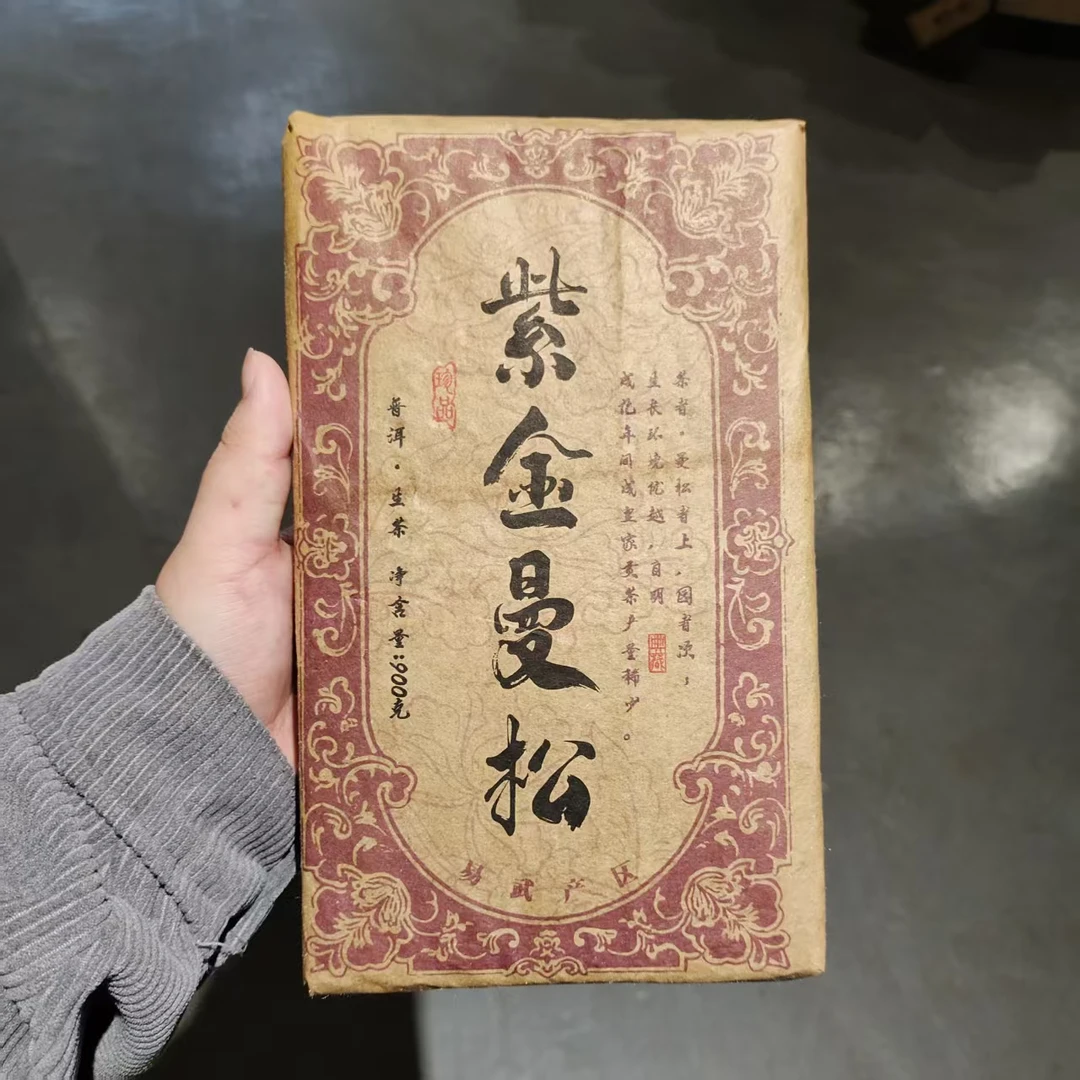 茶者，曼松者上，园者次；
生长环境优越，自明
成化年间成皇家贡茶产量稀少。
紫金曼松
珍品
普洱·生茶 净含量:900克
易武产区